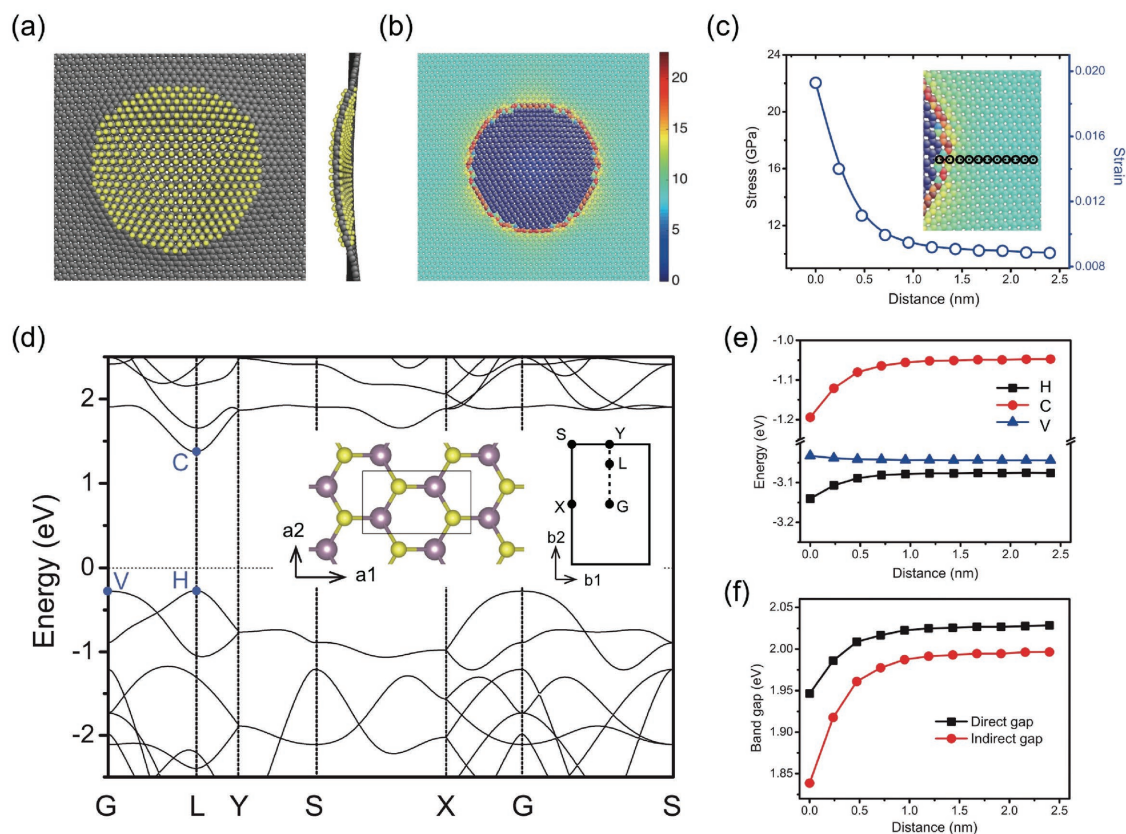 (a)
(b)
20
15
10
5
0
(c)
24
22
20
18
16
14
12
10
Stress (GPa)
0.020
0.016
0.012
0.008
Strain
0.0 0.5 1.0 1.5 2.0 2.5
Distance (nm)
(d)
2
1
0
-1
-2
Energy (eV)
C
V
H
a2
a1
S Y
L
X G
b2
b1
G L Y S X G S
(e)
-1.0
-1.1
-1.2
-3.1
-3.2
Energy (eV)
H
C
V
0.0 0.5 1.0 1.5 2.0 2.5
Distance (nm)
(f)
2.05
2.00
1.95
1.90
1.85
Band gap (eV)
Direct gap
Indirect gap
0.0 0.5 1.0 1.5 2.0 2.5
Distance (nm)